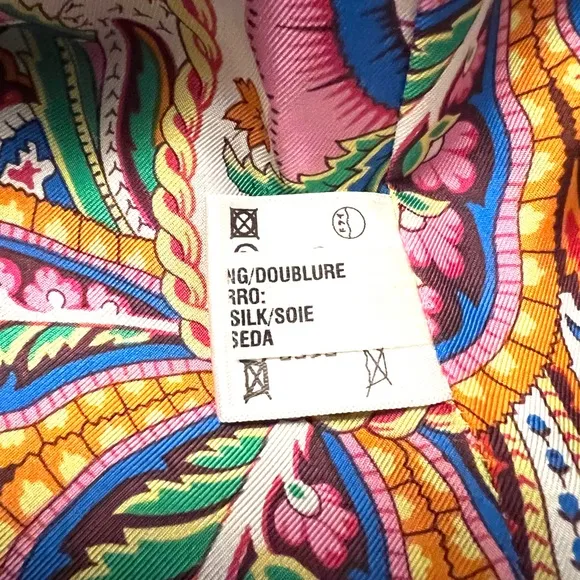 NG/DOUBLURE
RRO:
SILK/SOIE
SEDA